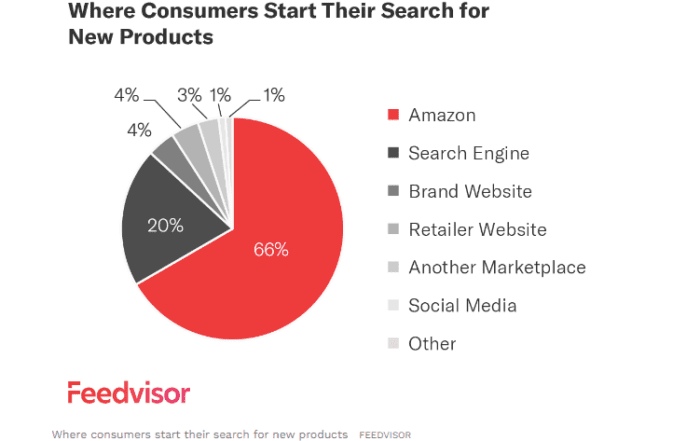 Where Consumers Start Their Search for
New Products
4% 3% 1% 1%
4%
20%
66%
Amazon
Search Engine
Brand Website
Retailer Website
Another Marketplace
Social Media
Other
Feedvisor
Where consumers start their search for new products FEEDVISOR